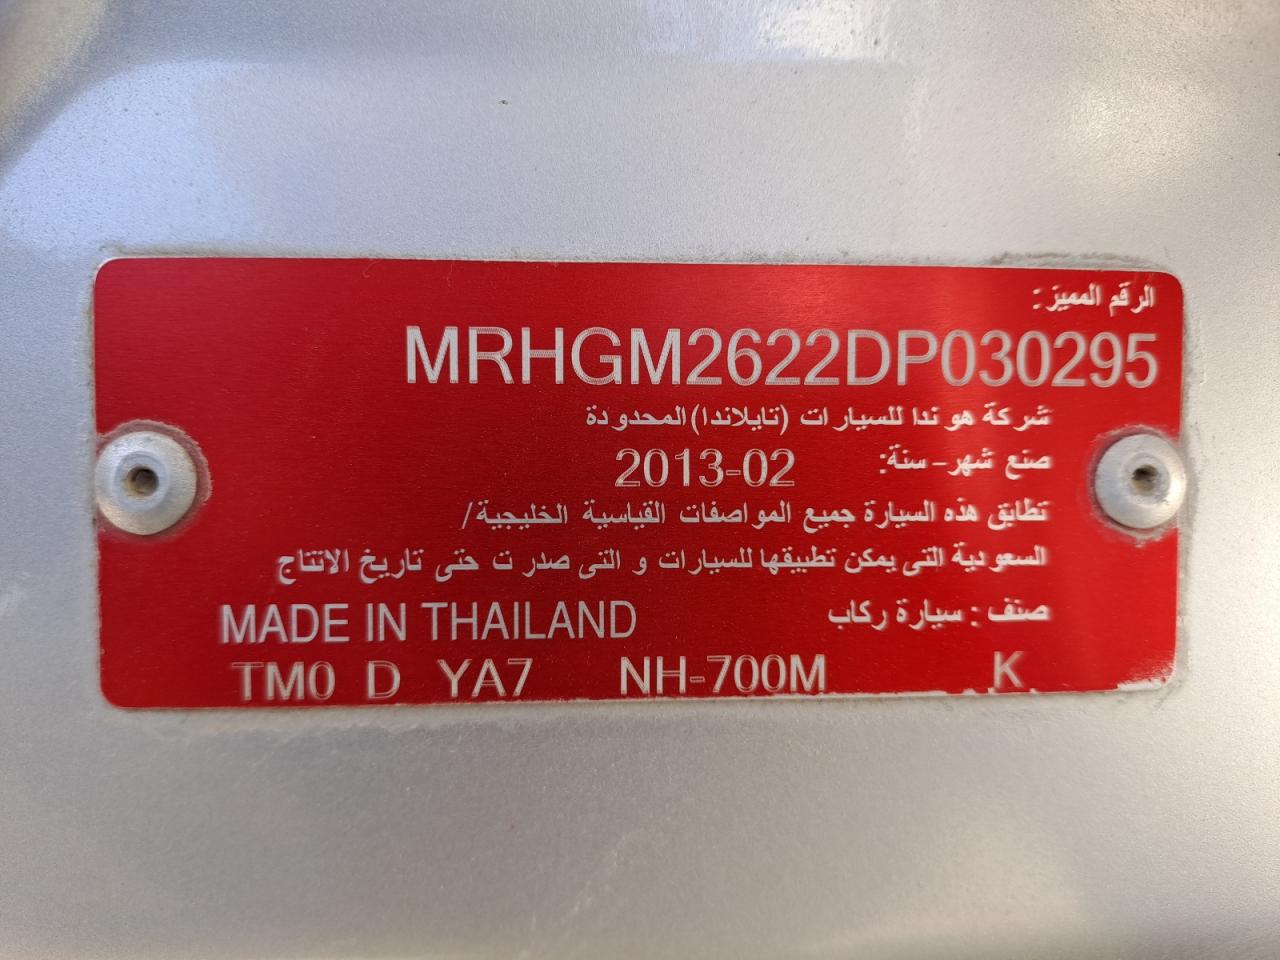 الرقم المميز:
MRHGM2622DP030295
شركة هوندا للسيارات (تايلاندا) المحدودة
صنع شهر-سنة: 2013-02
تطابق هذه السيارة جميع المواصفات القياسية الخليجية/
السعودية التى يمكن تطبيقها للسيارات و التى صدرت حتى تاريخ الانتاج
صنف : سيارة ركاب MADE IN THAILAND
TM0 D YA7 NH-700M K